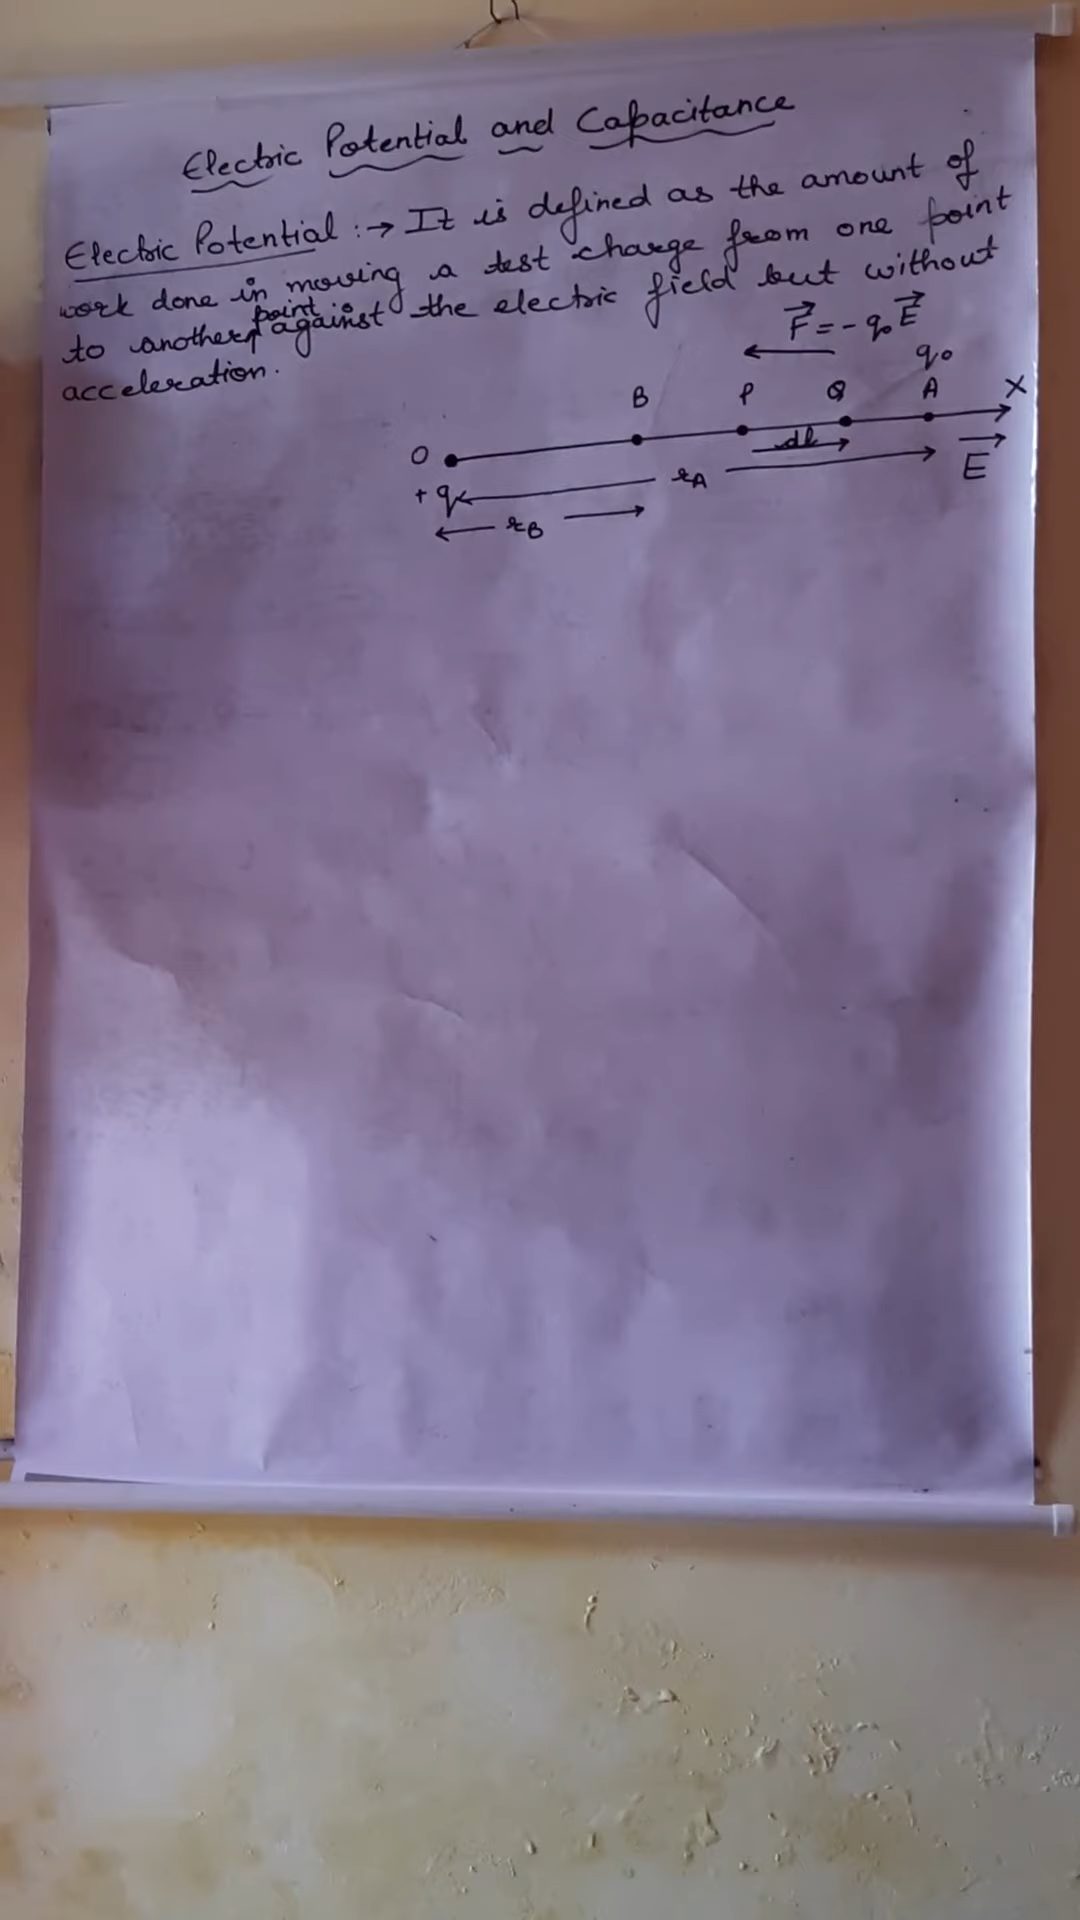 Electric Potential and Capacitance
Electric Potential :→ It is defined as the amount of
work done in moving a test charge from one point
to another point against the electric field but without
acceleration.
F = - q₀ E
q₀
B P Q A X
O
dl
E
+q
r_A
r_B